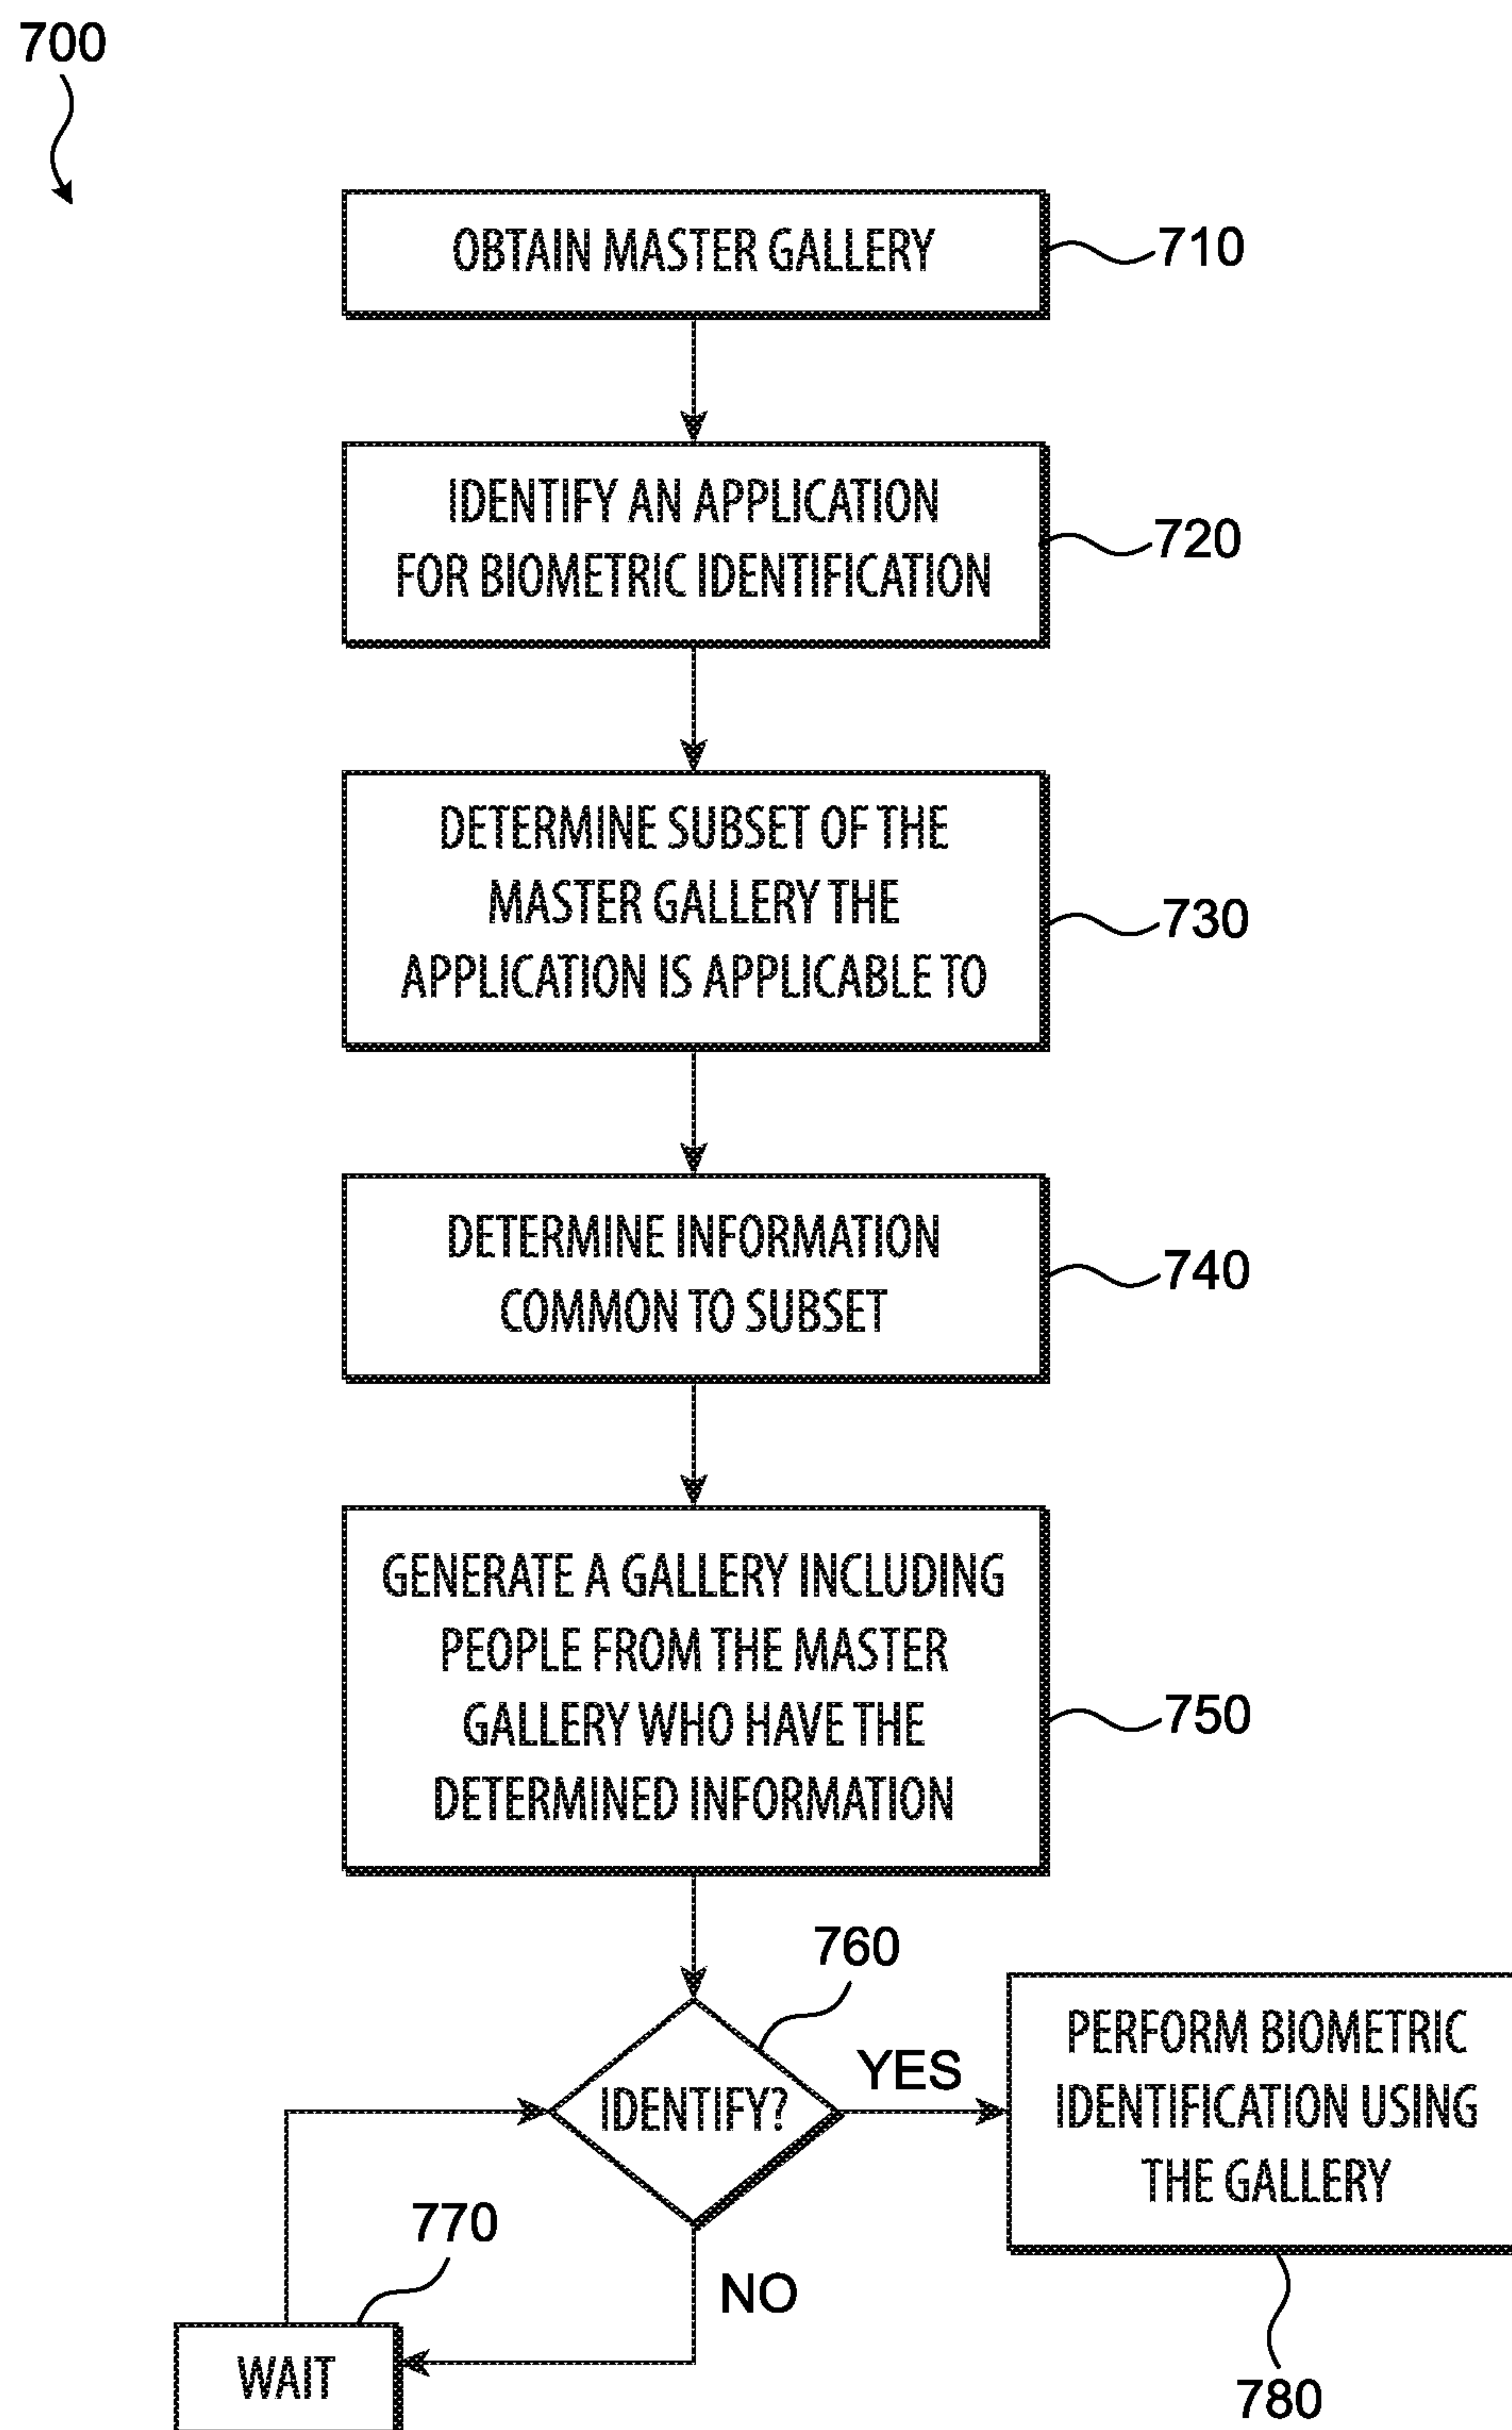 700
OBTAIN MASTER GALLERY
710
IDENTIFY AN APPLICATION
FOR BIOMETRIC IDENTIFICATION
720
DETERMINE SUBSET OF THE
MASTER GALLERY THE
APPLICATION IS APPLICABLE TO
730
DETERMINE INFORMATION
COMMON TO SUBSET
740
GENERATE A GALLERY INCLUDING
PEOPLE FROM THE MASTER
GALLERY WHO HAVE THE
DETERMINED INFORMATION
750
760
IDENTIFY?
YES
PERFORM BIOMETRIC
IDENTIFICATION USING
THE GALLERY
780
NO
770
WAIT